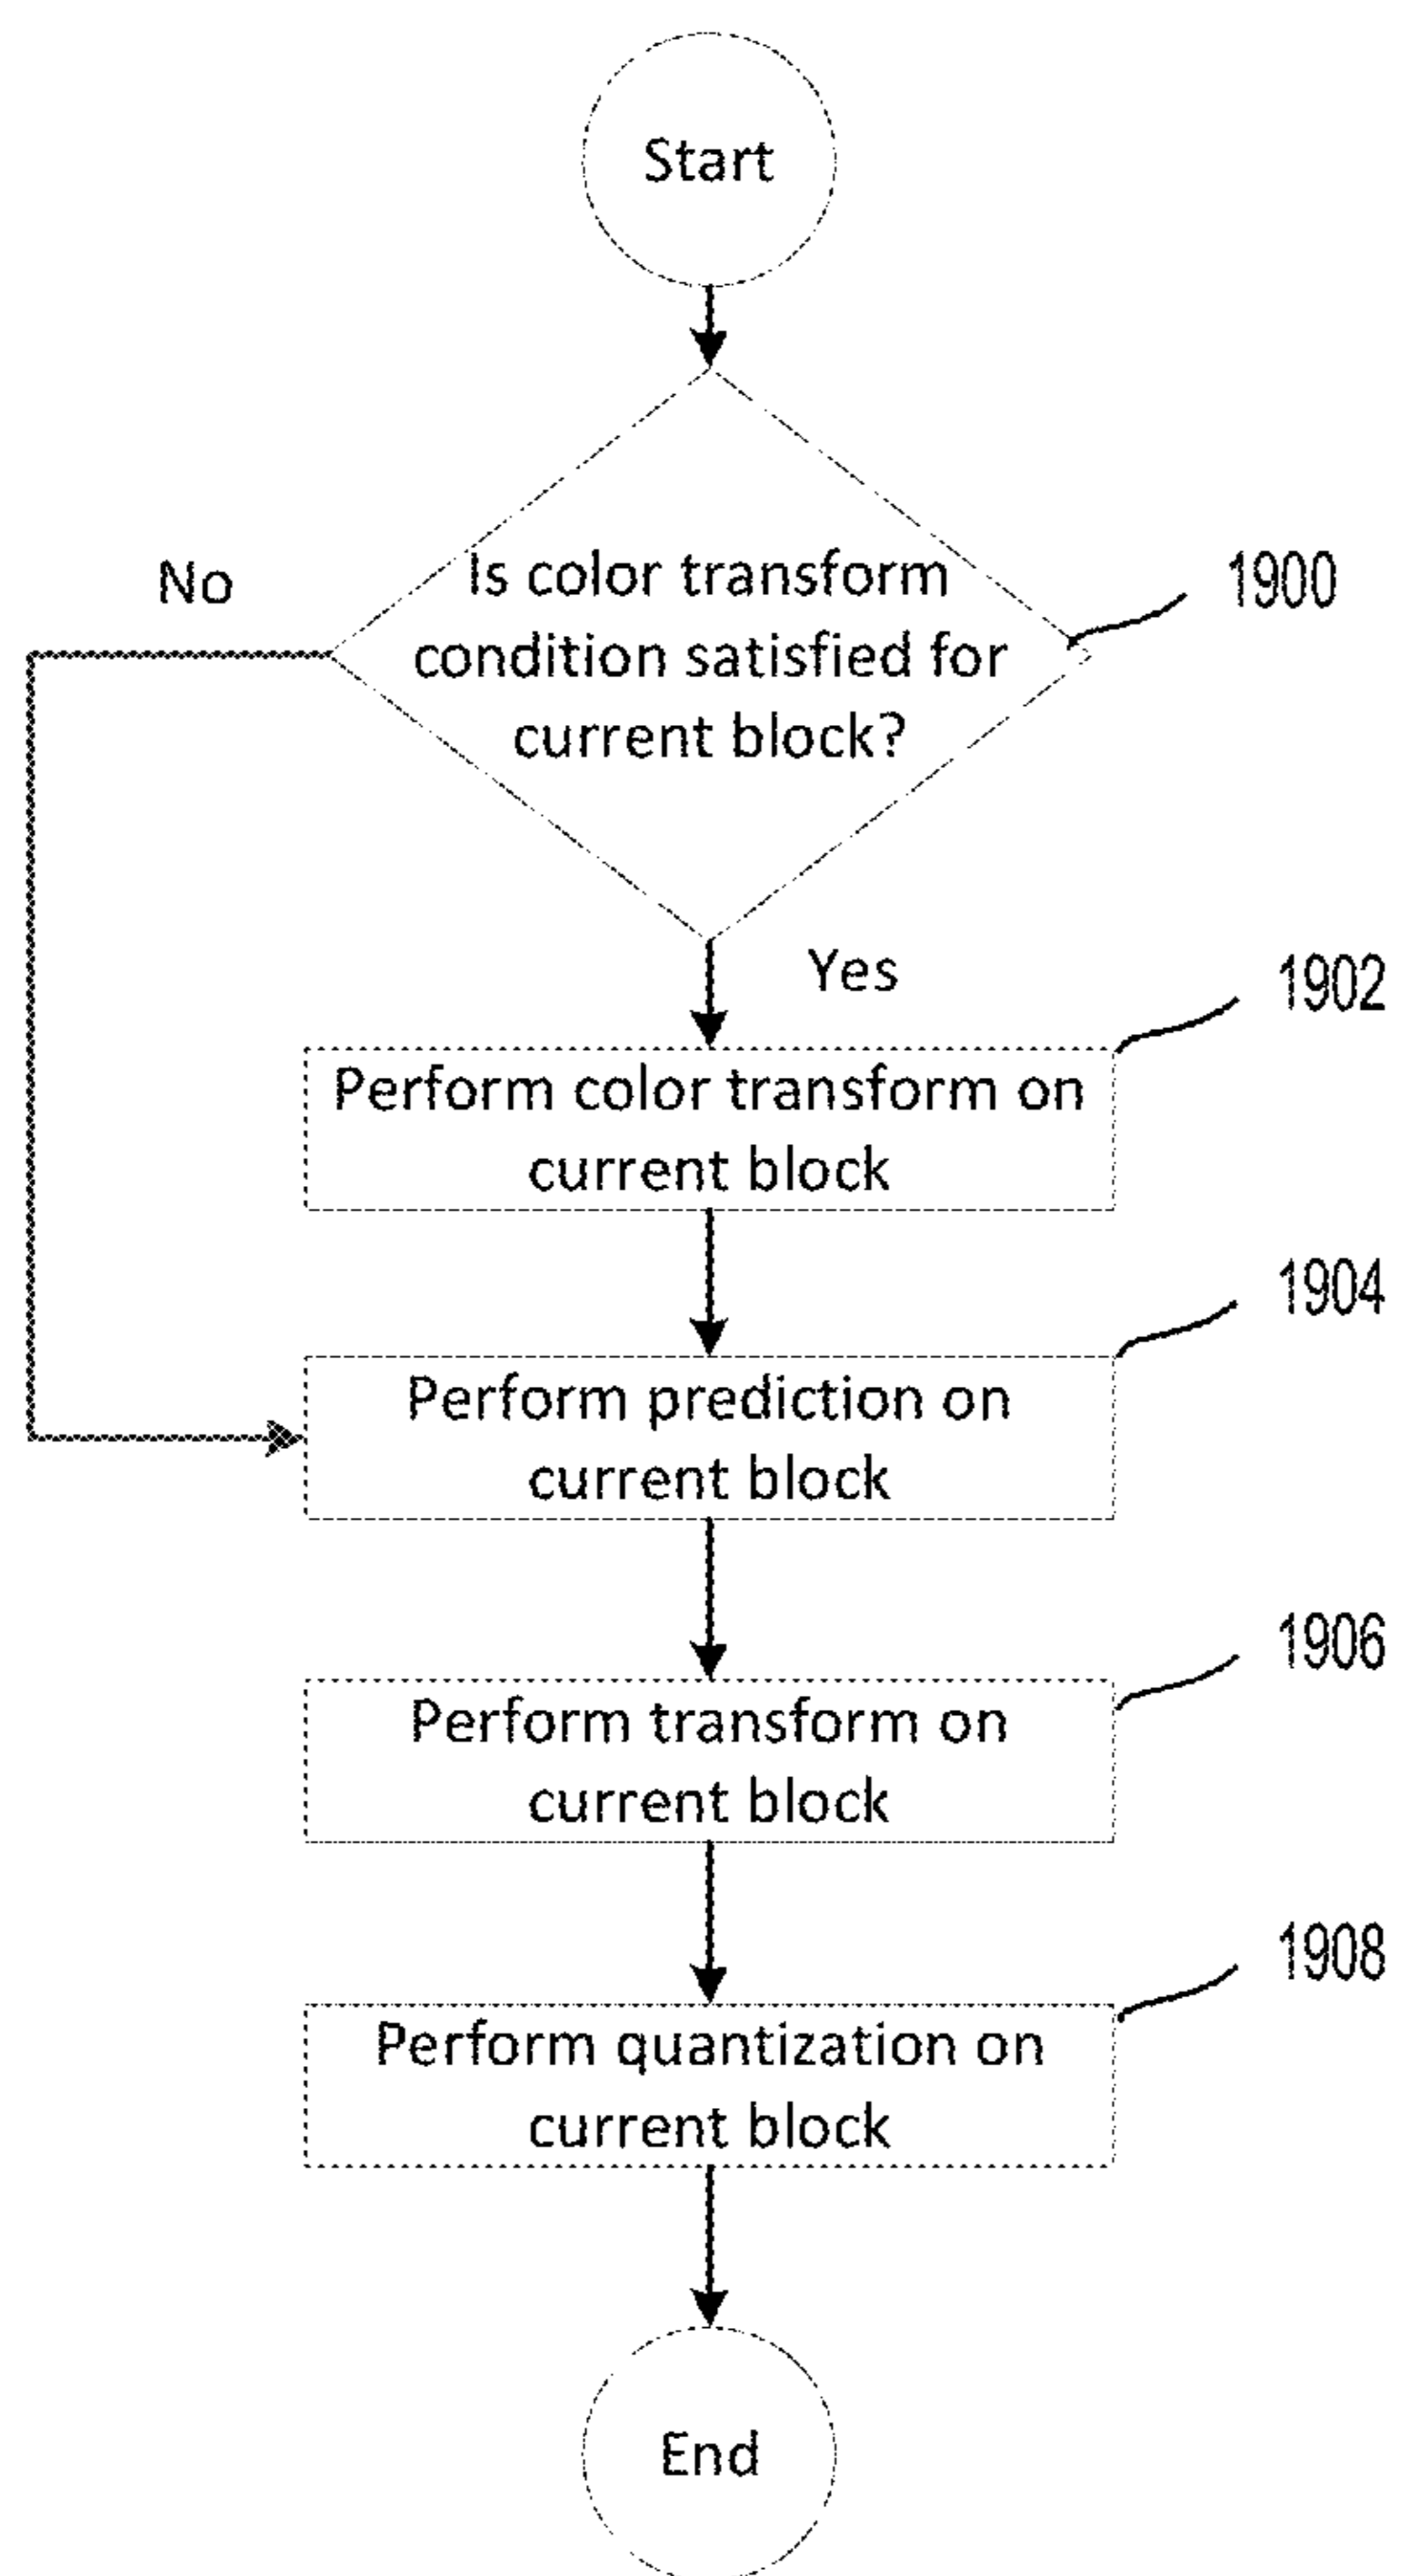 Start
No
Is color transform
condition satisfied for
current block?
1900
Yes
1902
Perform color transform on
current block
1904
Perform prediction on
current block
1906
Perform transform on
current block
1908
Perform quantization on
current block
End